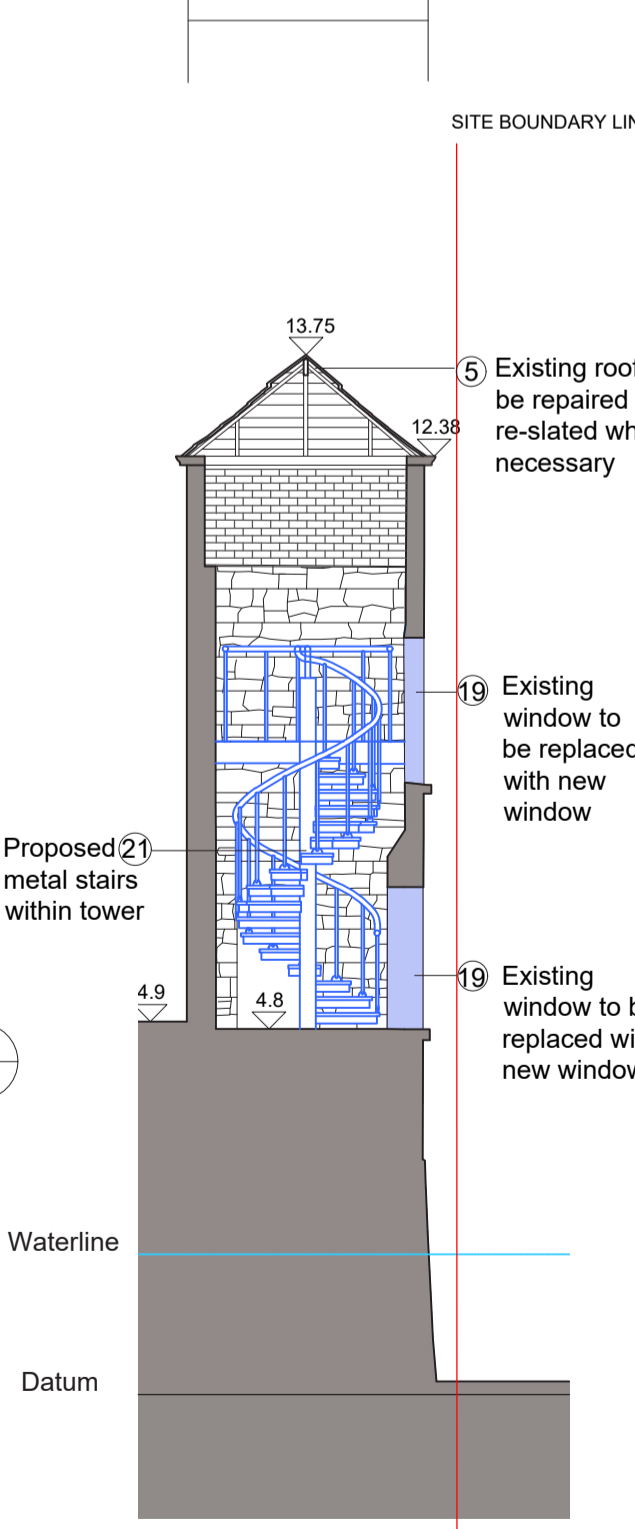 SITE BOUNDARY LIN
13.75
12.38
5 Existing roof
be repaired
re-slated wh
necessary
19 Existing
window to
be replaced
with new
window
Proposed 21
metal stairs
within tower
4.9
4.8
19 Existing
window to b
replaced wi
new window
Waterline
Datum